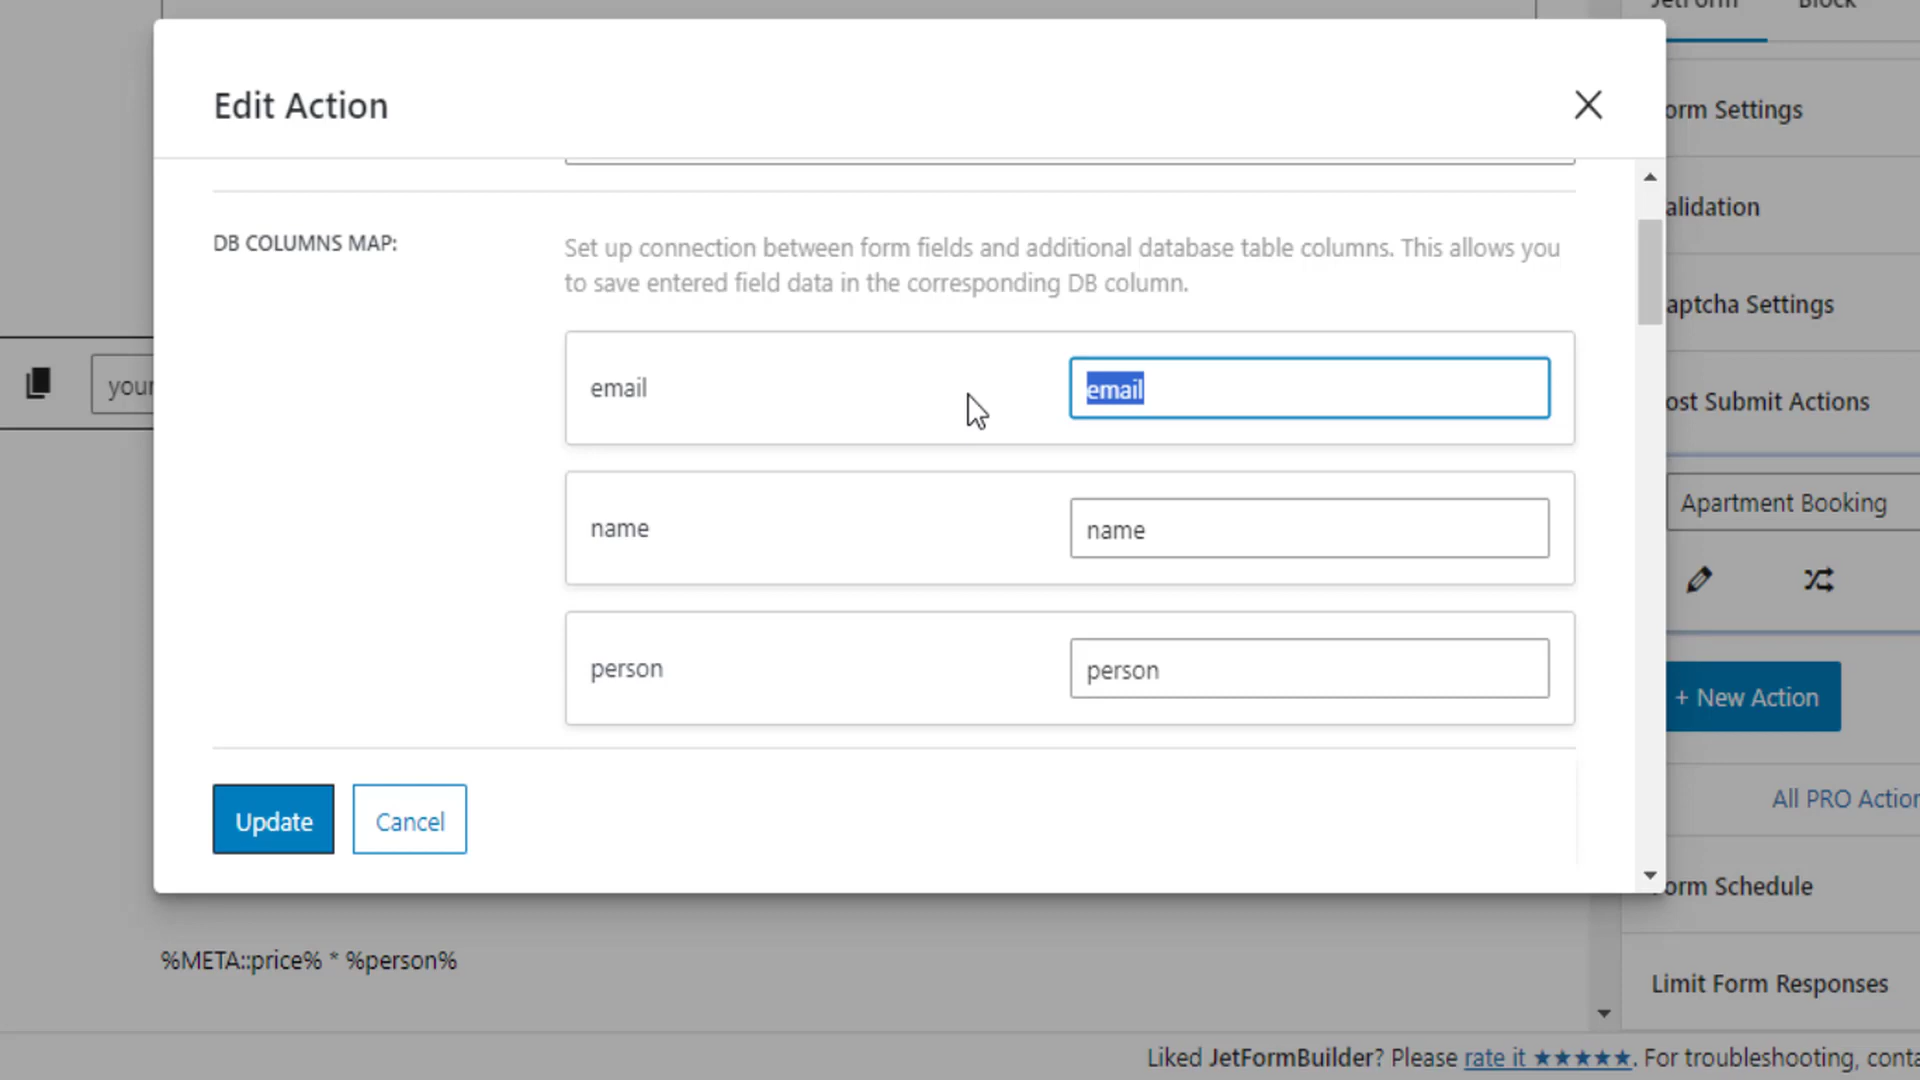 JetForm Block
Edit Action
orm Settings
alidation
DB COLUMNS MAP:
Set up connection between form fields and additional database table columns. This allows you
to save entered field data in the corresponding DB column.
aptcha Settings
your
email
email
ost Submit Actions
Apartment Booking
name
name
person
person
+ New Action
Update
Cancel
All PRO Action
orm Schedule
%META::price% * %person%
Limit Form Responses
Liked JetFormBuilder? Please rate it ★★★★★. For troubleshooting, conta